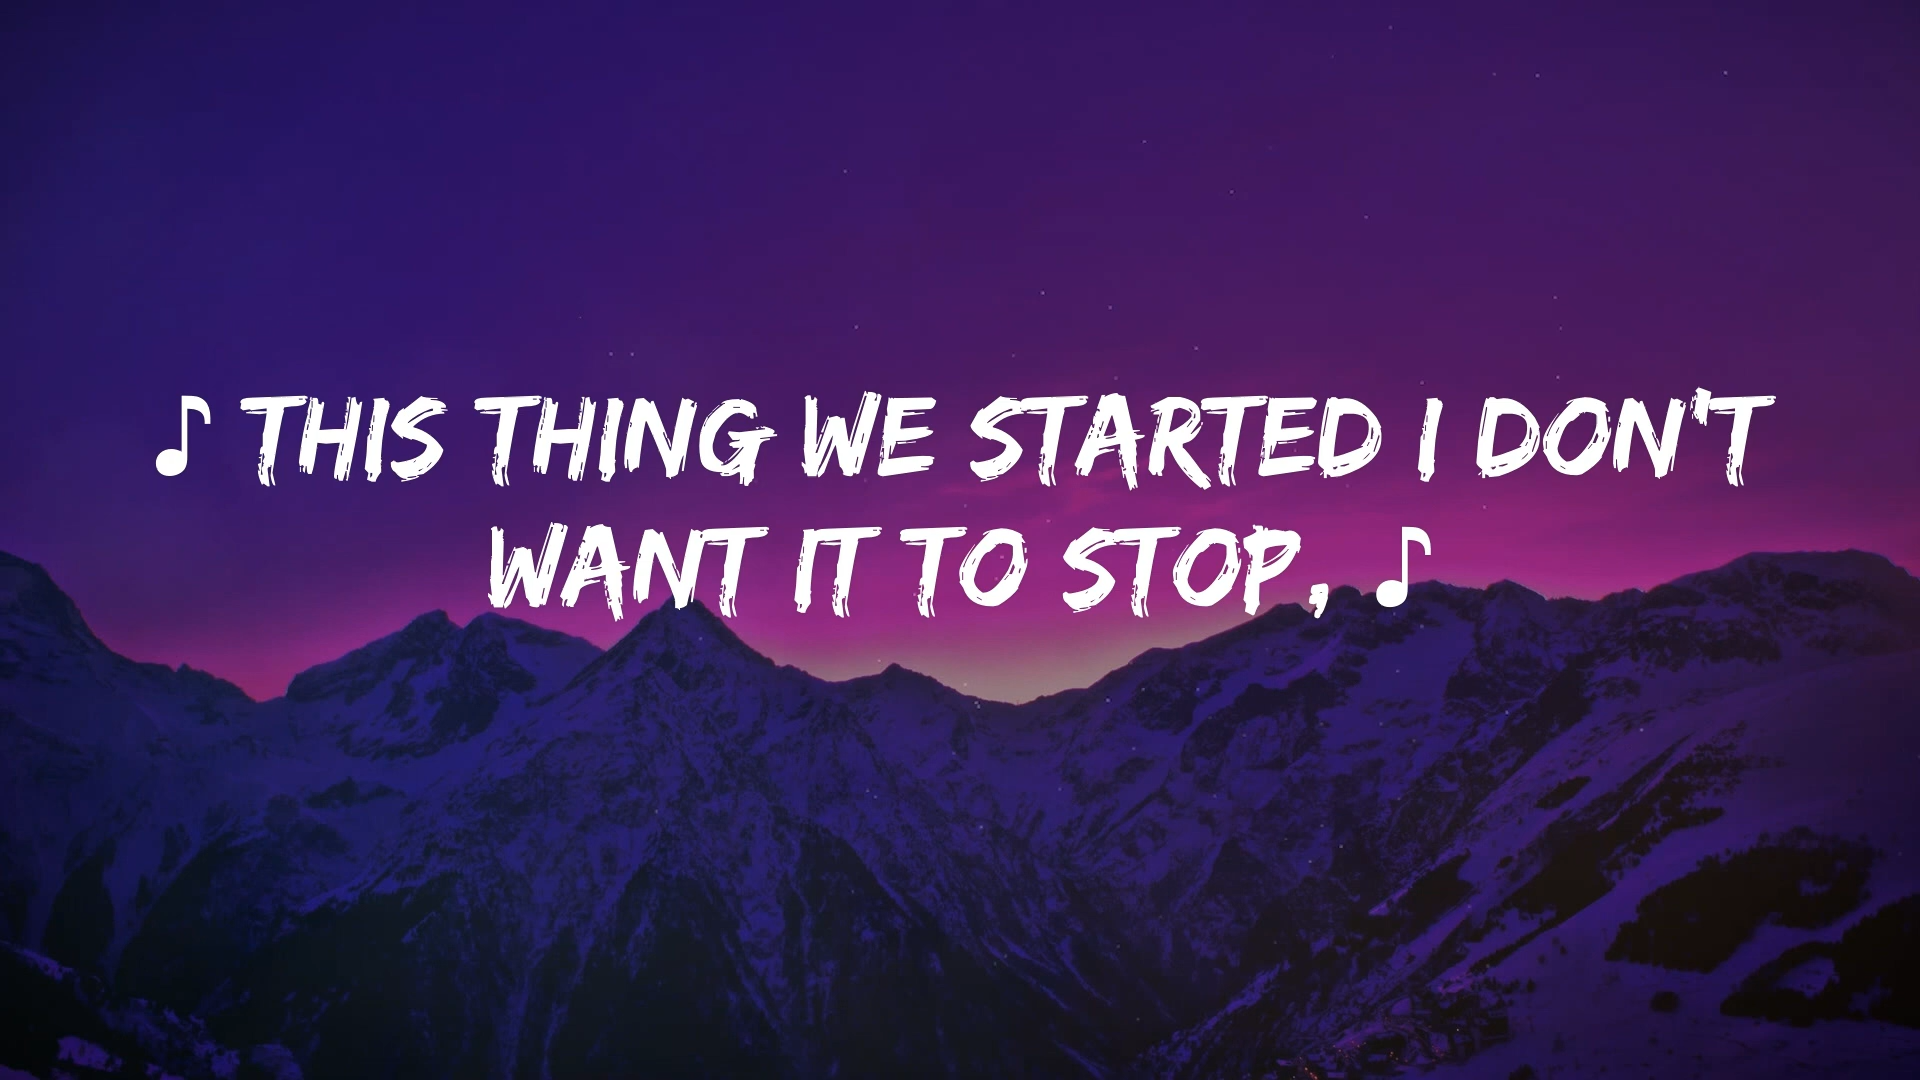 ♪ THIS THING WE STARTED I DON'T
WANT IT TO STOP, ♪